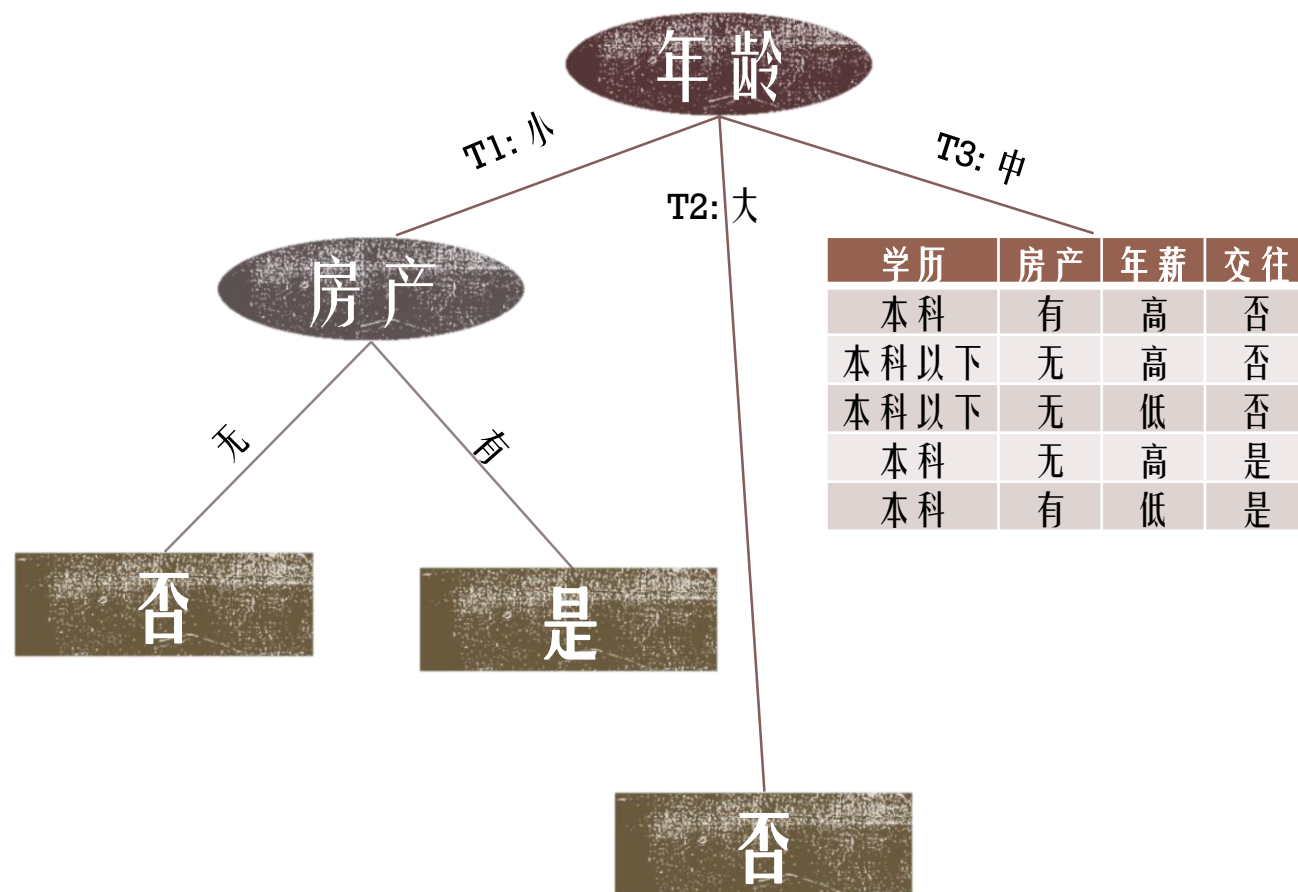 年龄
T1: 小
T2: 大
T3: 中
房产
无
有
否
是
否
学历 房产 年薪 交往
本科 有 高 否
本科以下 无 高 否
本科以下 无 低 否
本科 无 高 是
本科 有 低 是